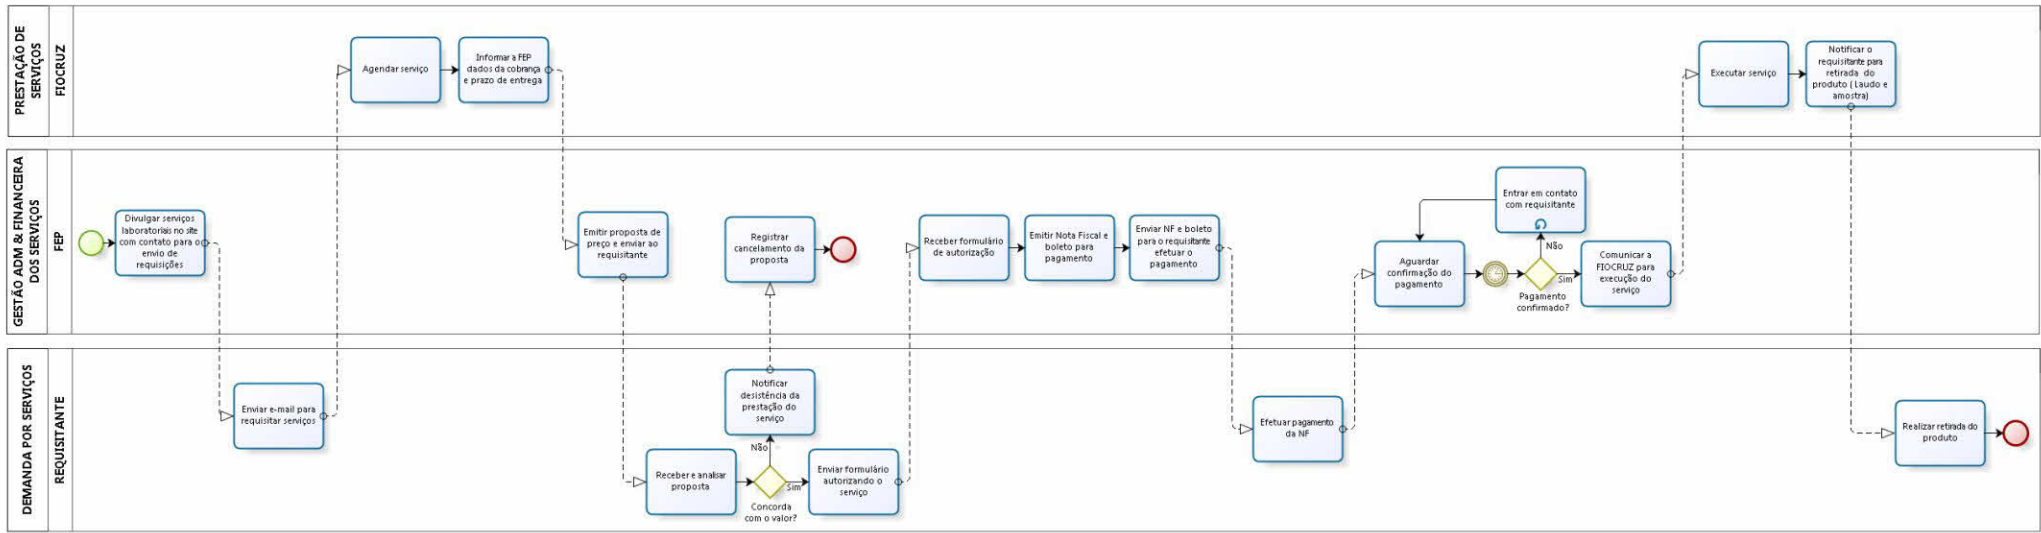 PRESTAÇÃO DE
SERVIÇOS
FIOCRUZ
Agendar serviço
Informar a FEP
dados da cobrança
e prazo de entrega
Executar serviço
Notificar o
requisitante para
retirada do
produto ( Laudo e
amostra)
GESTÃO ADM & FINANCEIRA
DOS SERVIÇOS
FEP
Divulgar serviços
laboratoriais no site
com contato para o
envio de
requisições
Emitir proposta de
preço e enviar ao
requisitante
Registrar
cancelamento da
proposta
Receber formulário
de autorização
Emitir Nota Fiscal e
boleto para
pagamento
Enviar NF e boleto
para o requisitante
efetuar o
pagamento
Aguardar
confirmação do
pagamento
Entrar em contato
com requisitante
Não
Sim
Pagamento
confirmado?
Comunicar a
FIOCRUZ para
execução do
serviço
DEMANDA POR SERVIÇOS
REQUISITANTE
Enviar e-mail para
requisitar serviços
Receber e analisar
proposta
Notificar
desistência da
prestação do
serviço
Não
Sim
Concorda
com o valor?
Enviar formulário
autorizando o
serviço
Efetuar pagamento
da NF
Realizar retirada do
produto